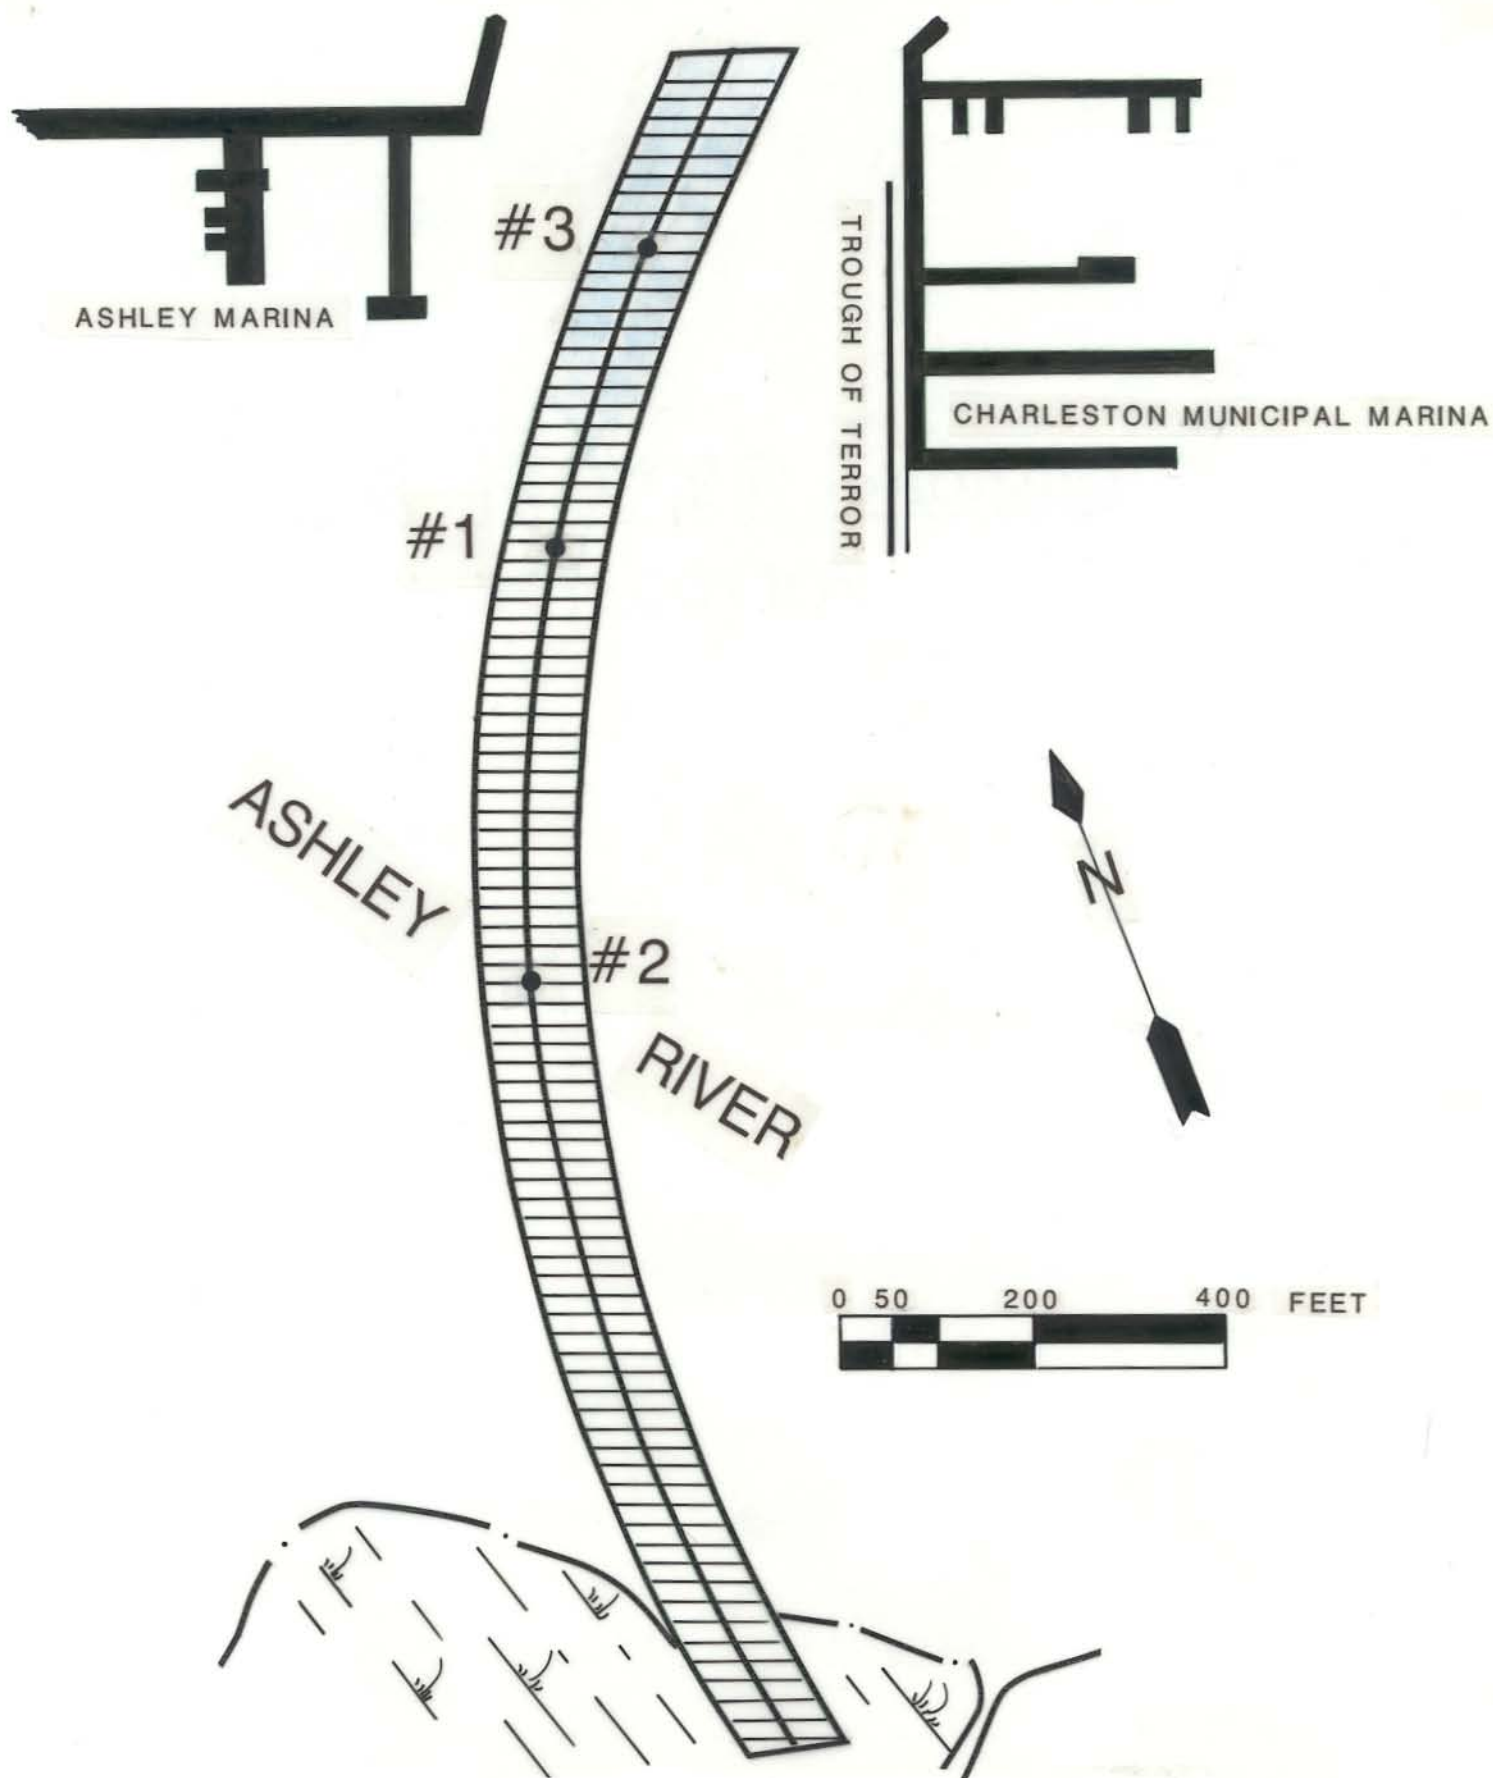 #3
ASHLEY MARINA
TROUGH OF TERROR
CHARLESTON MUNICIPAL MARINA
#1
ASHLEY
N
#2
RIVER
0 50 200 400 FEET